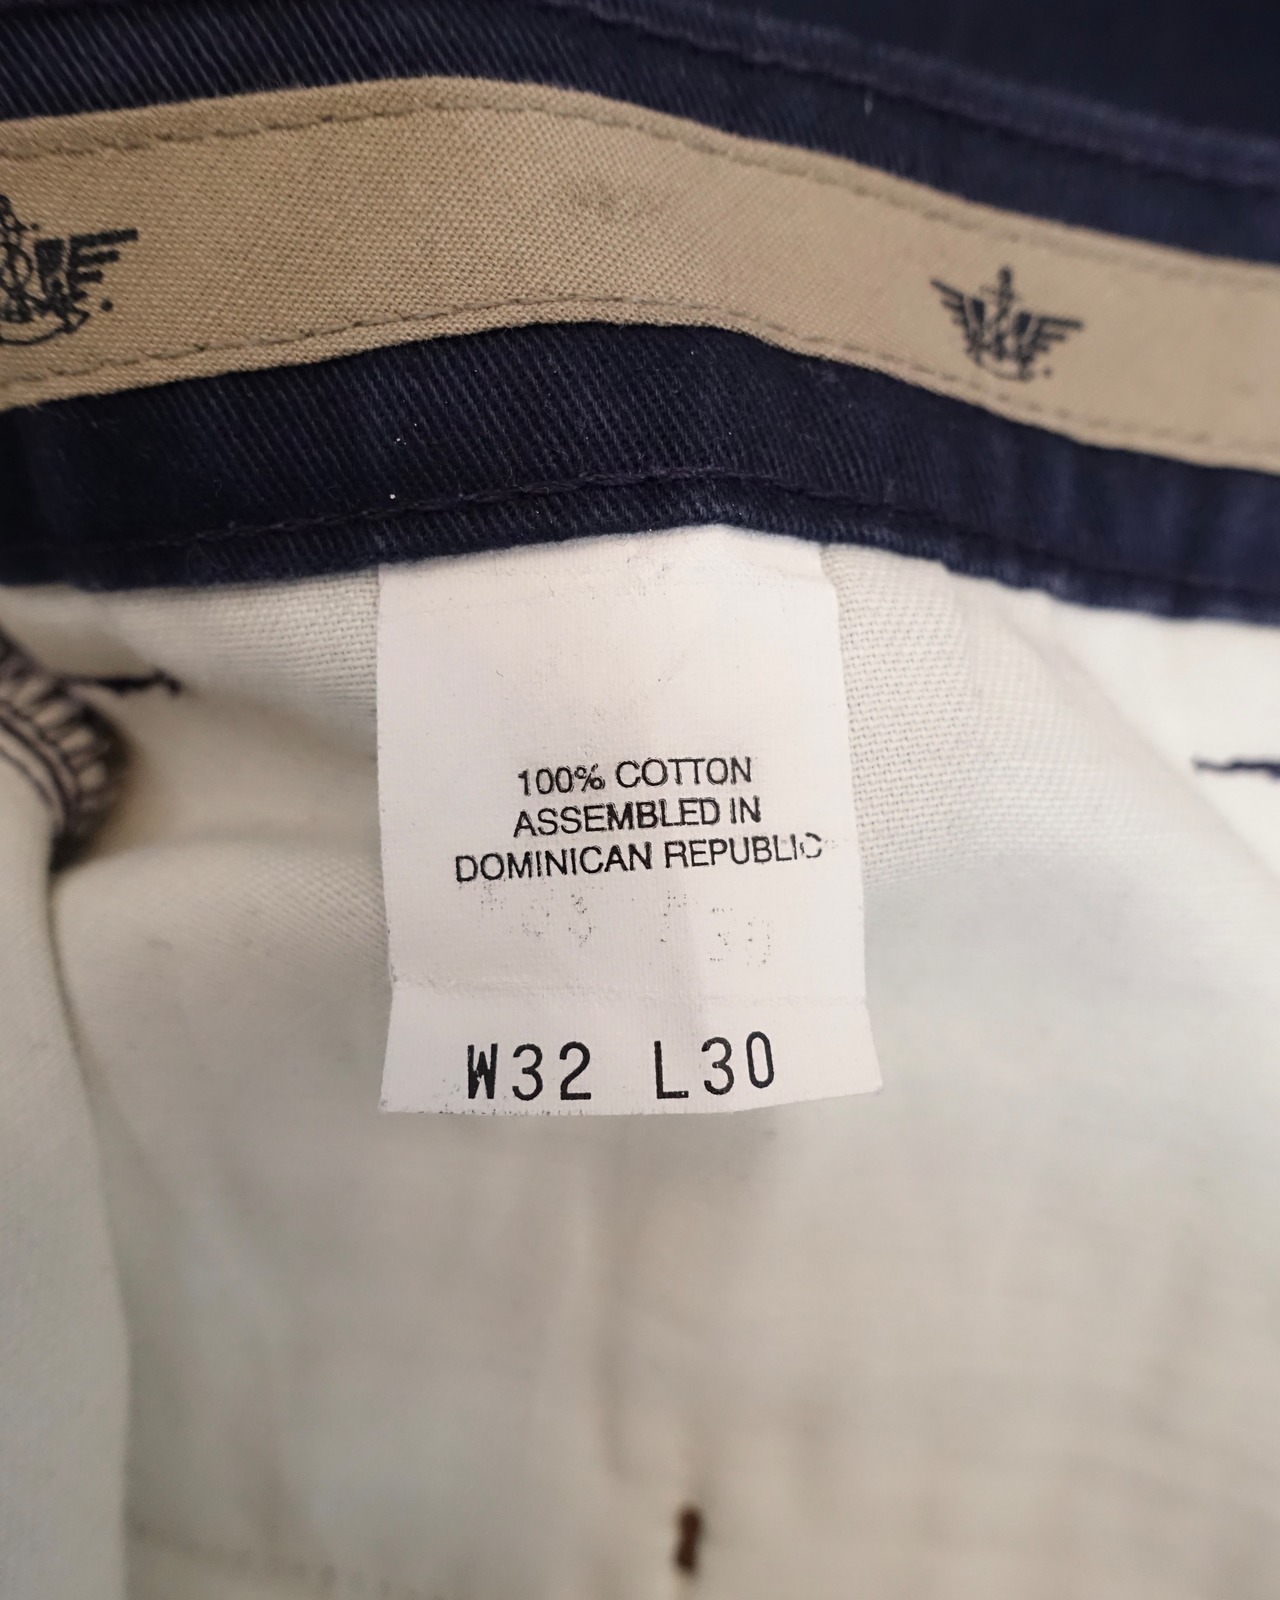 100% COTTON
ASSEMBLED IN
DOMINICAN REPUBLIC
W32 L30